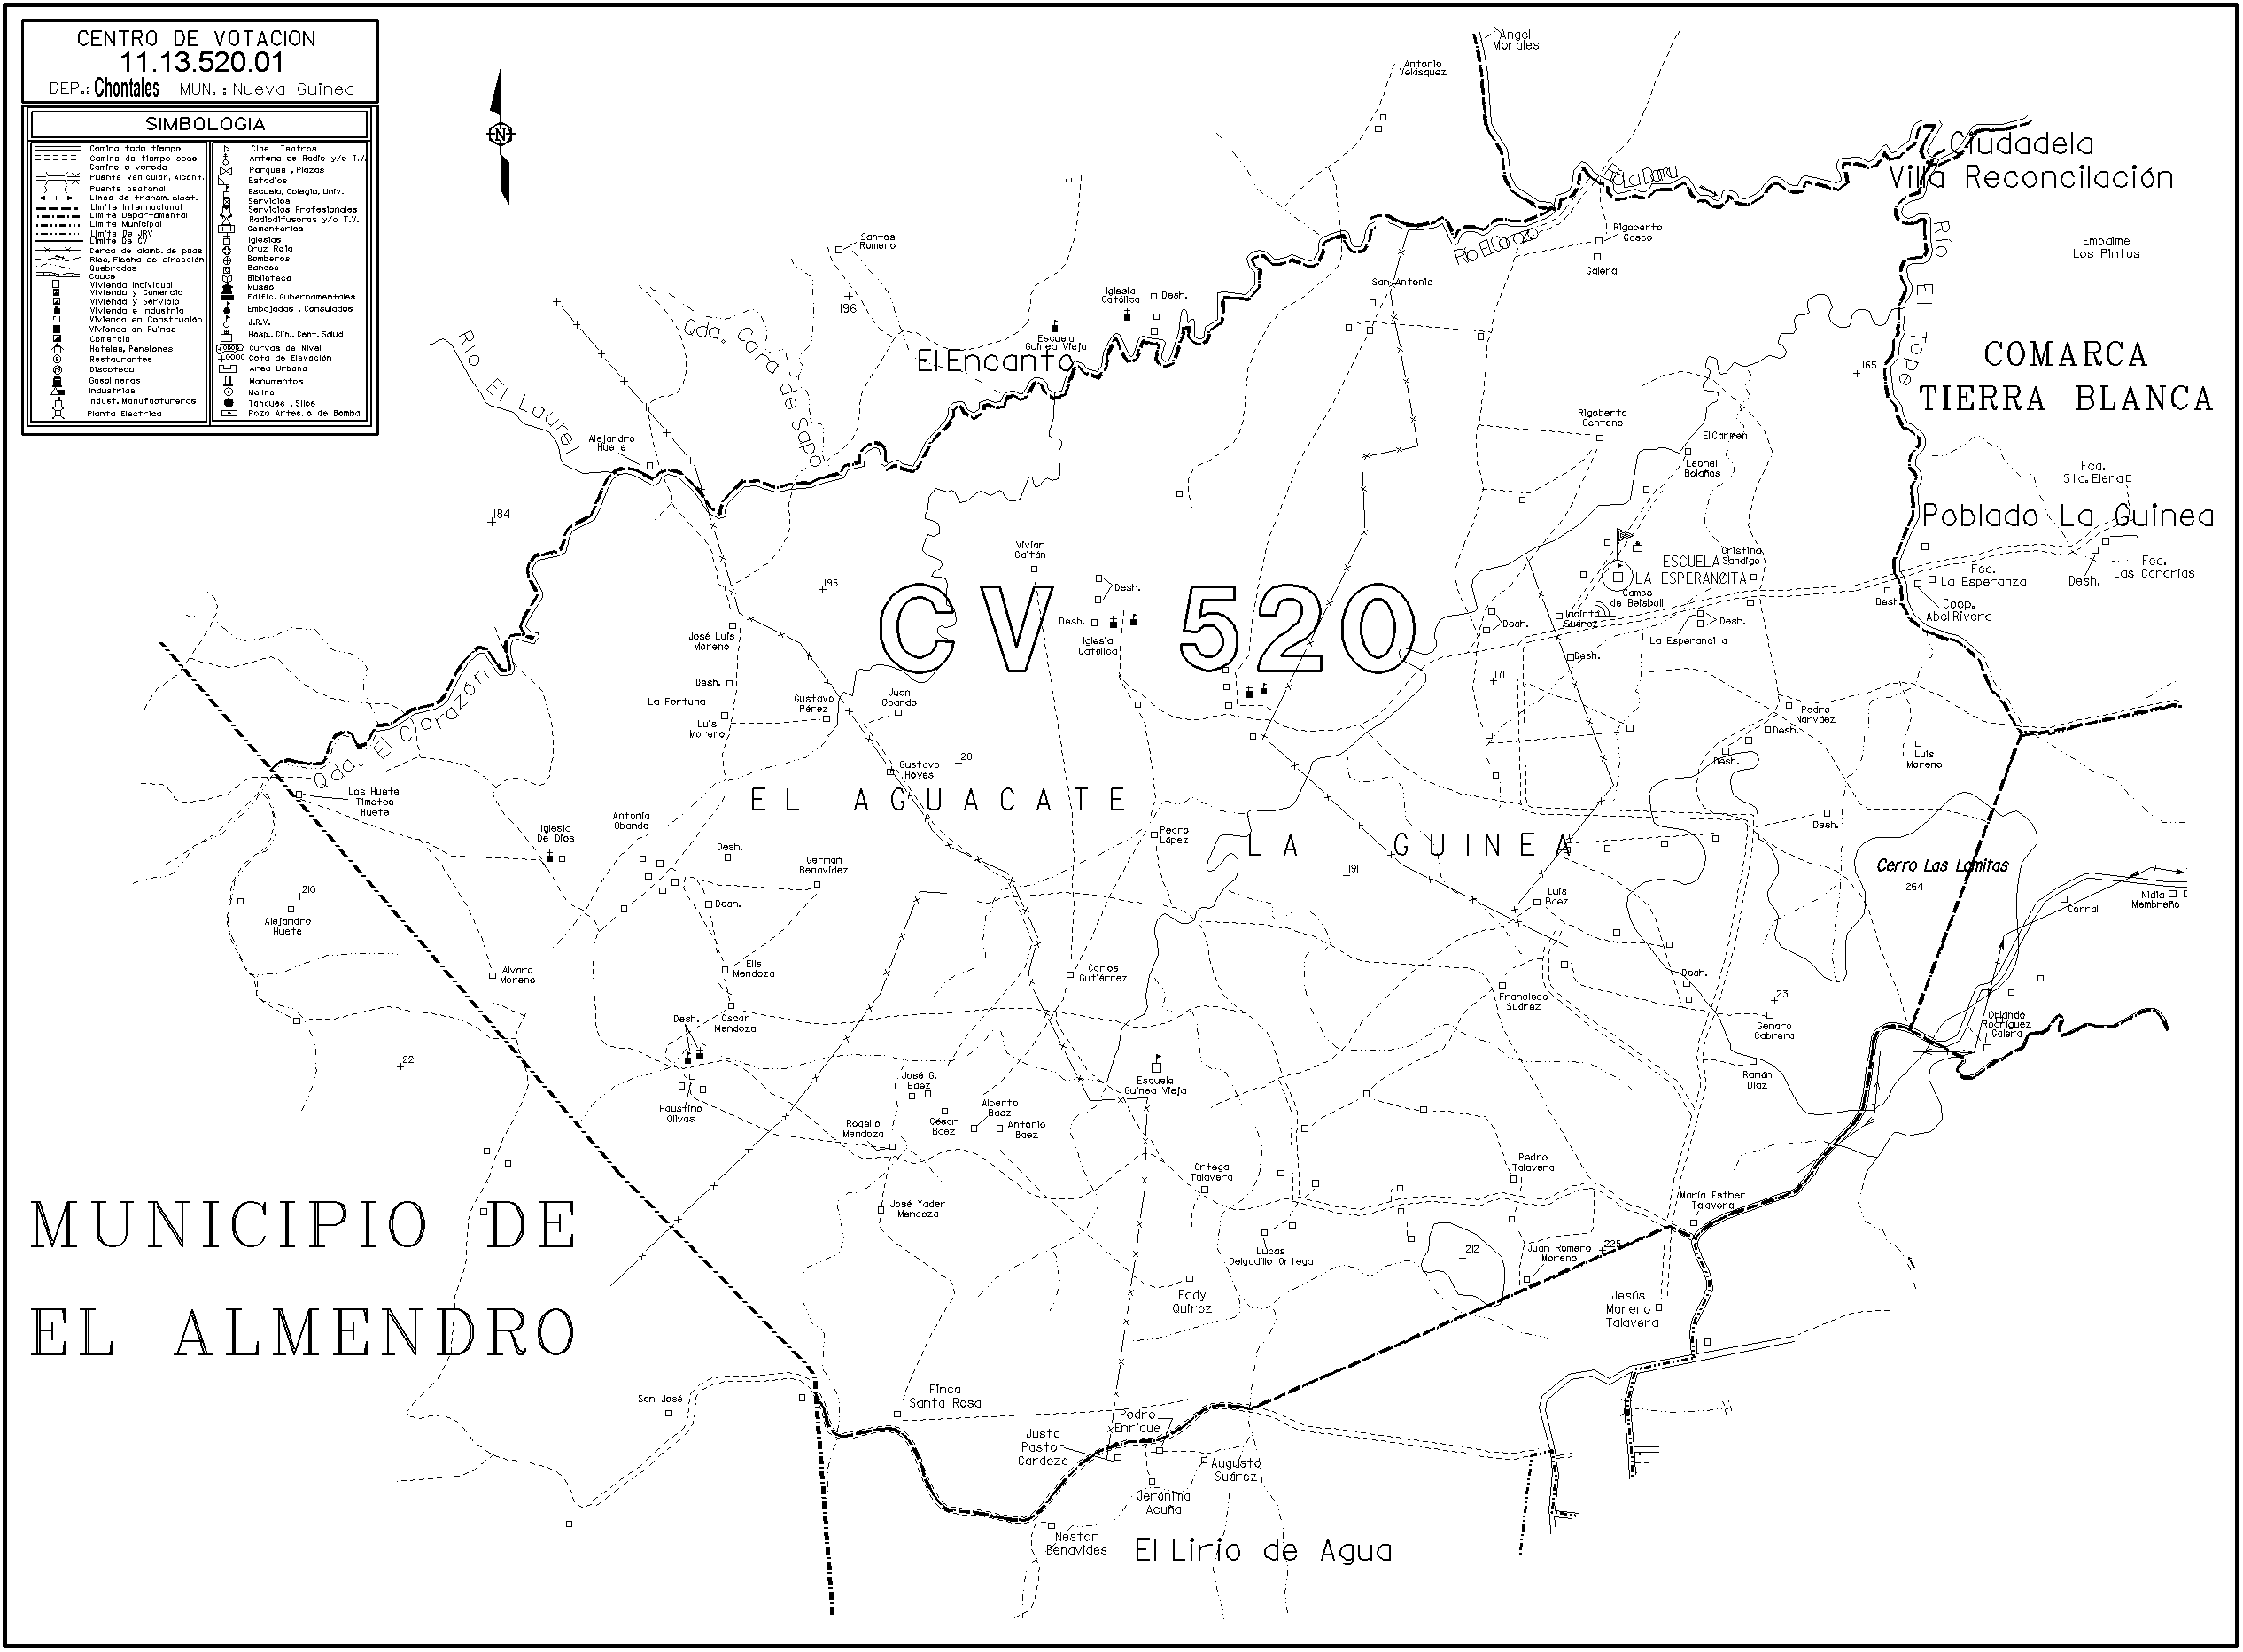 CENTRO DE VOTACION
11.13.520.01
DEP.: Chontales MUN.: Nueva Guinea
SIMBOLOGIA
Camino todo tiempo
Camino de tiempo seco
Camino o vereda
Puente vehicular, Alcant.
Puente peatonal
Linea de transm. elect.
Limite Internacional
Limite Departamental
Limite Municipal
Limite De JRV
Limite De CV
Cerca de alamb. de púas
Ríos, Flecha de dirección
Quebradas
Cauce
Vivienda Individual
Vivienda y Comercio
Vivienda y Servicio
Vivienda e Industria
Vivienda en Construcción
Vivienda en Ruinas
Comercio
Hoteles, Pensiones
Restaurantes
Discoteca
Gasolineras
Industrias
Indust. Manufactureras
Planta Electrica
Cine , Teatros
Antena de Radio y/o T.V.
Parques , Plazas
Estadios
Escuela, Colegio, Univ.
Servicios
Servicios Profesionales
Radiodifusoras y/o T.V.
Cementerios
Iglesias
Cruz Roja
Bomberos
Bancos
Biblioteca
Museo
Edific. Gubernamentales
Embajadas , Consulados
J.R.V.
Hosp., Clin., Cent. Salud
Curvas de Nivel
+0000 Cota de Elevación
Area Urbana
Monumentos
Molino
Tanques , Silos
Pozo Artes. o de Bomba
N
Angel
Morales
Antonio
Velásquez
Ciudadela
Villa Reconcilación
Río La Danta
Río El Corozo
Rigoberto
Gasco
Galera
Río El Tope
Empalme
Los Pintos
Santos
Romero
196
Qda. Cara de sapo
Río El Laurel
Alejandro
Huete
Iglesia
Católica
Desh.
Escuela
Guinea Vieja
El Encanto
San Antonio
165
COMARCA
TIERRA BLANCA
Rigoberto
Centeno
El Carmen
Leonel
Bolaños
Fca.
Sta. Elena
Poblado La Guinea
184
195
Vivian
Gaitán
CV 520
Desh.
Desh.
Iglesia
Católica
ESCUELA
LA ESPERANCITA
Cristina
Sandigo
Campo
de Beisboll
Jacinta
Suárez
Desh.
Desh.
La Esperancita
Desh.
Desh.
Fca.
La Esperanza
Coop.
Abel Rivera
Desh.
Fca.
Las Canarias
José Luis
Moreno
Desh.
La Fortuna
Luis
Moreno
Gustavo
Pérez
Juan
Obando
171
Pedro
Narváez
Desh.
Desh.
Luis
Moreno
Qda. El Clorazón
Los Huete
Timoteo
Huete
Gustavo
Hoyes
201
EL AGUACATE
LA GUINEA
Iglesia
De Dios
Antonia
Obando
Desh.
German
Benavidez
Pedro
López
191
Desh.
Cerro Las Lomitas
264
Nidia
Membreño
Corral
210
Alejandro
Huete
Desh.
Luis
Baez
Alvaro
Moreno
Elis
Mendoza
Carlos
Gutiérrez
Desh.
Francisco
Suárez
231
Genaro
Cabrera
Orlando
Rodríguez
Galera
Desh.
Oscar
Mendoza
221
Faustino
Olivas
José G.
Baez
Escuela
Guinea Vieja
Ramán
Díaz
Rogelio
Mendoza
César
Baez
Alberto
Baez
Antonio
Baez
Ortega
Talavera
Pedro
Talavera
María Esther
Talavera
MUNICIPIO DE
EL ALMENDRO
José Yader
Mendoza
Lucas
Delgadillo Ortega
212
225
Juan Romero
Moreno
Eddy
Quiroz
Jesús
Moreno
Talavera
San José
Finca
Santa Rosa
Pedro
Enrique
Justo
Pastor
Cardoza
Augusto
Suárez
Jerónima
Acuña
Nestor
Benavides
El Lirio de Agua